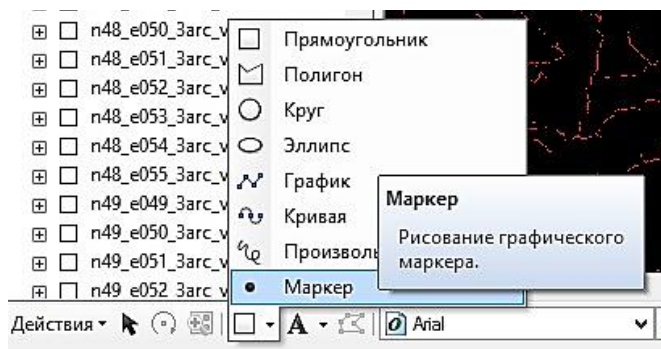 n48_e050_3arc_v
n48_e051_3arc_v
n48_e052_3arc_v
n48_e053_3arc_v
n48_e054_3arc_v
n48_e055_3arc_v
n49_e049_3arc_v
n49_e050_3arc_v
n49_e051_3arc_v
n49_e052_3arc_v
Прямоугольник
Полигон
Круг
Эллипс
График
Кривая
Произволь
Маркер
Маркер
Рисование графического
маркера.
Действия
A
Arial